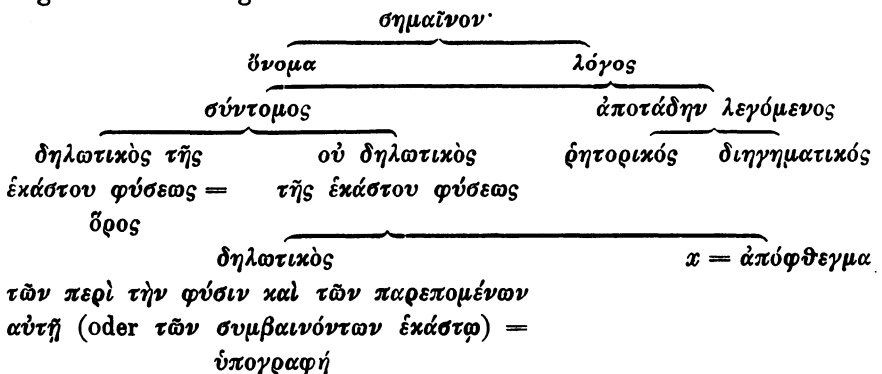 σημαῖνον·
ὄνομα λόγος
σύντομος ἀποτάδην λεγόμενος
δηλωτικὸς τῆς οὐ δηλωτικὸς ῥητορικός διηγηματικός
ἑκάστου φύσεως = τῆς ἑκάστου φύσεως
ὅρος
δηλωτικὸς x = ἀπόφθεγμα
τῶν περὶ τὴν φύσιν καὶ τῶν παρεπομένων
αὐτῇ (oder τῶν συμβαινόντων ἑκάστῳ) =
ὑπογραφή